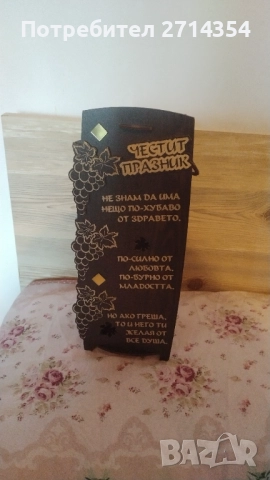 Потребител 2714354
ЧЕСТИТ
ПРАЗНИК
НЕ ЗНАМ ДА ИМА
НЕЩО ПО-ХУБАВО
ОТ ЗДРАВЕТО,
ПО-СИЛНО ОТ
ЛЮБОВТА,
ПО-БУРНО ОТ
МЛАДОСТТА.
НО АКО ГРЕША,
ТО И НЕГО ТИ
ЖЕЛАЯ ОТ
ВСЕ ДУША.
BAZAR
bg